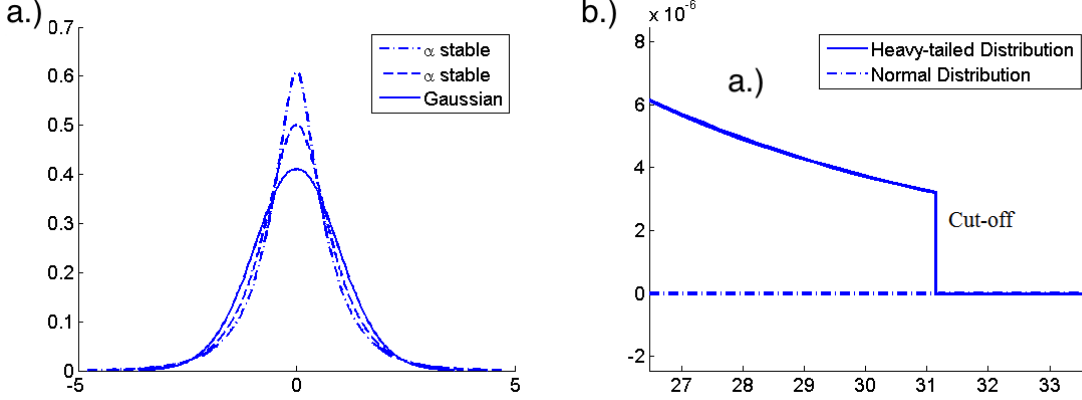 a.)
0.7
0.6
0.5
0.4
0.3
0.2
0.1
0
-5
0
5
α stable
α stable
Gaussian
b.)
x 10-6
8
6
4
2
0
-2
27
28
29
30
31
32
33
Heavy-tailed Distribution
Normal Distribution
a.)
Cut-off